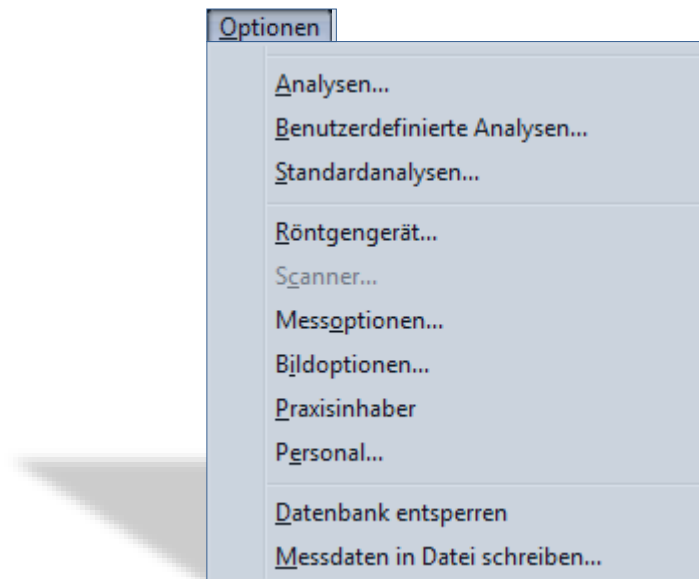 Optionen
Analysen...
Benutzerdefinierte Analysen...
Standardanalysen...
Röntgengerät...
Scanner...
Messoptionen...
Bildoptionen...
Praxisinhaber
Personal...
Datenbank entsperren
Messdaten in Datei schreiben...